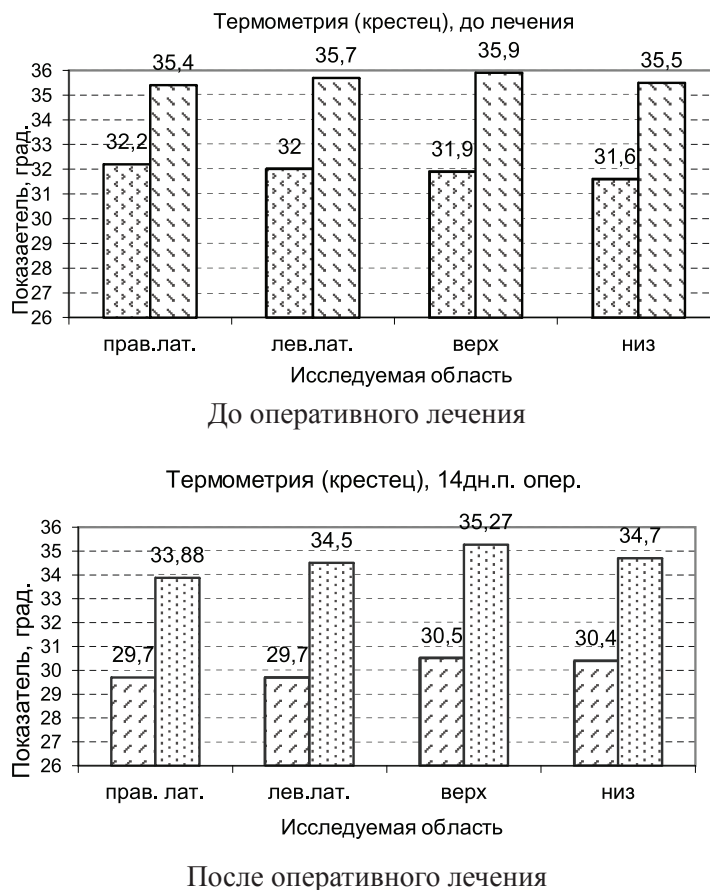 Термометрия (крестец), до лечения
Показаетель, град.
36
35
34
33
32
31
30
29
28
27
26
32,2
35,4
32
35,7
31,9
35,9
31,6
35,5
прав.лат.
лев.лат.
верх
низ
Исследуемая область
До оперативного лечения
Термометрия (крестец), 14дн.п. опер.
Показатель, град.
36
35
34
33
32
31
30
29
28
27
26
29,7
33,88
29,7
34,5
30,5
35,27
30,4
34,7
прав. лат.
лев.лат.
верх
низ
Исследуемая область
После оперативного лечения